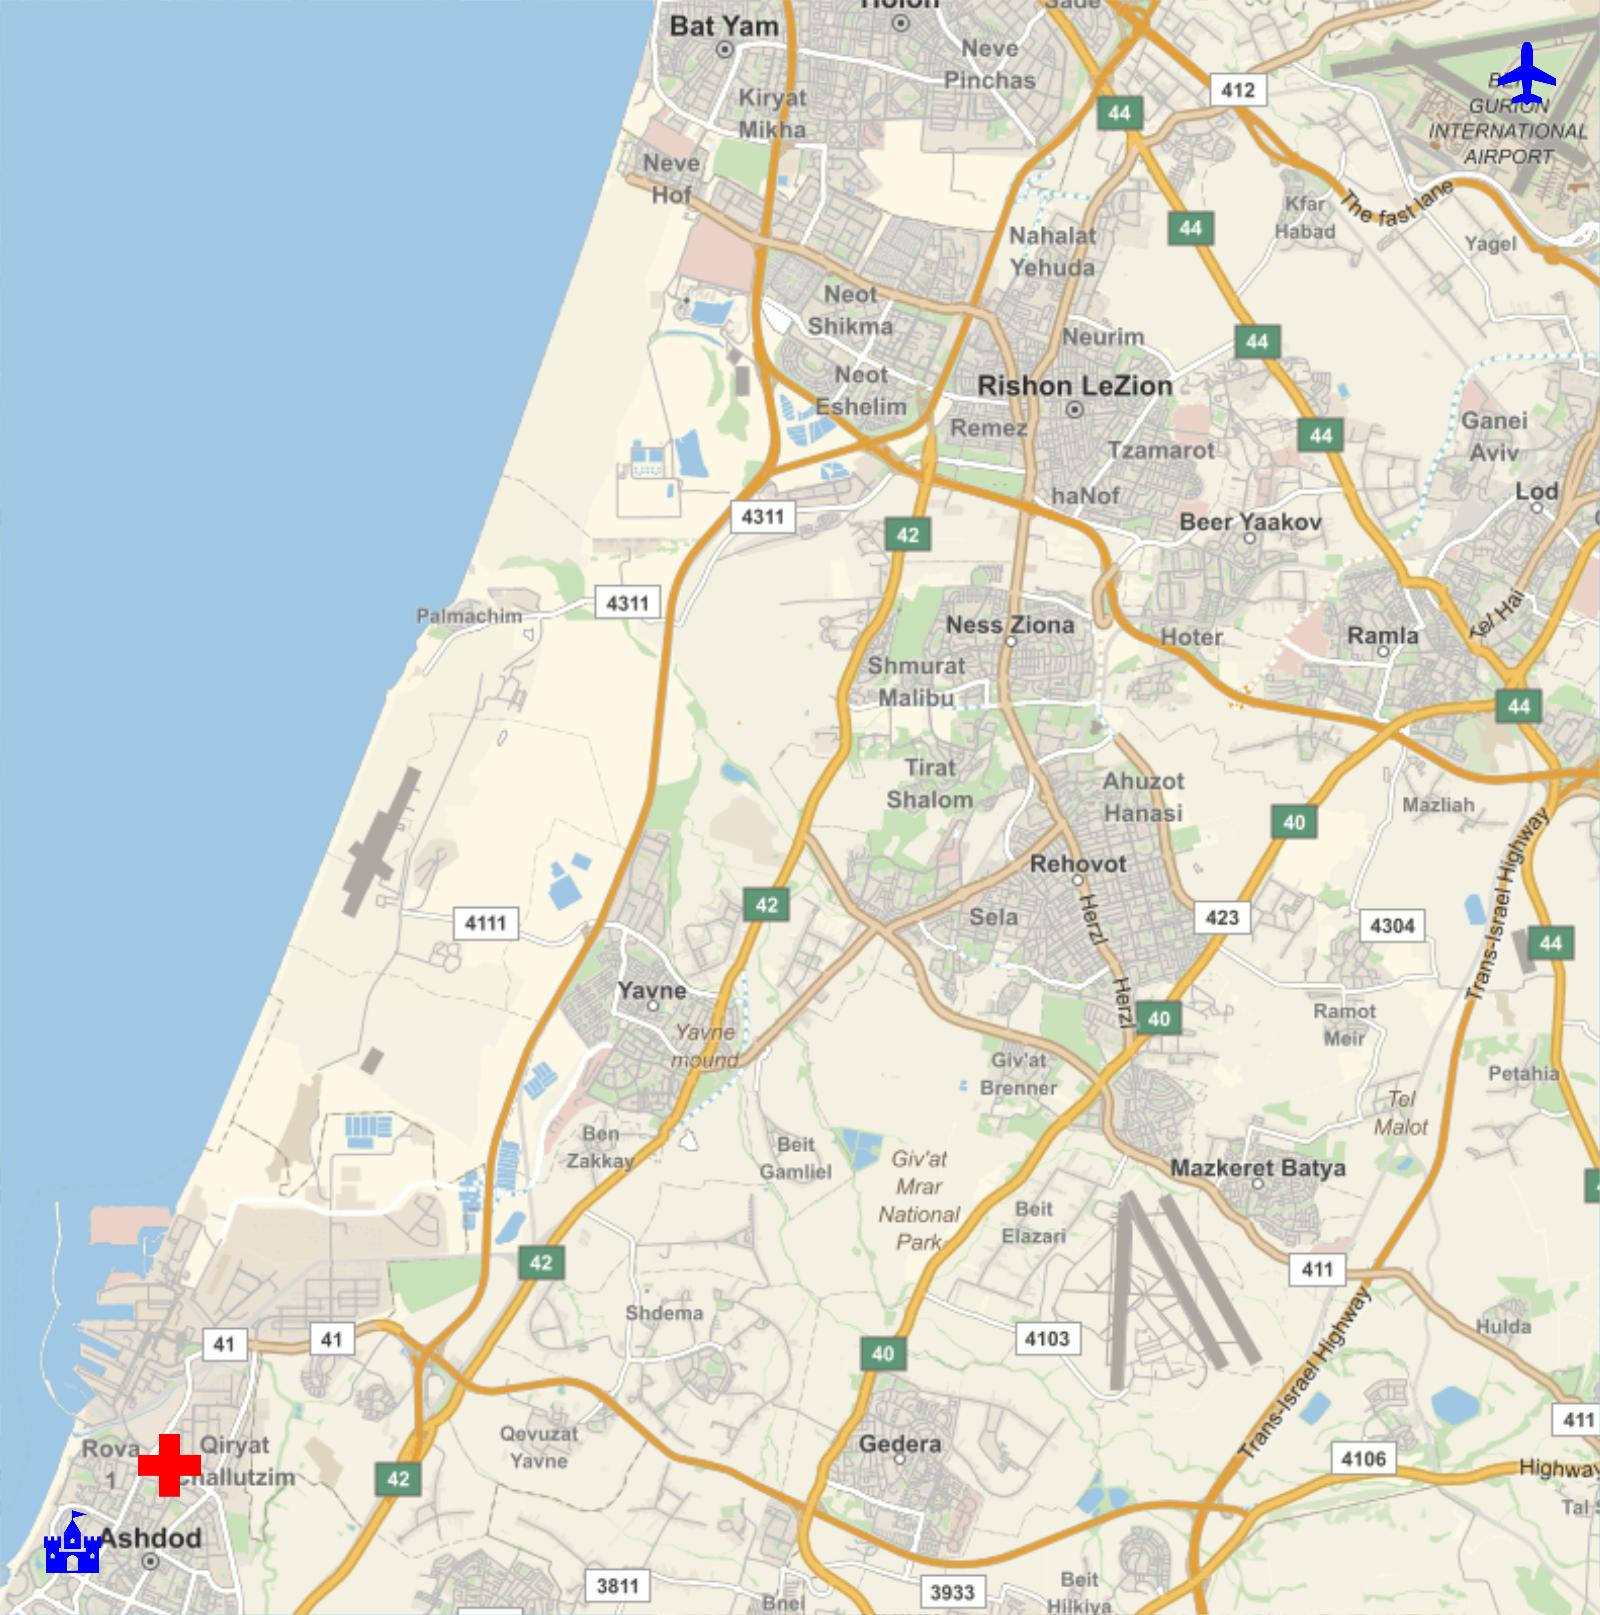 Bat Yam
Holon
Sade
Neve
Pinchas
Kiryat
Mikha
412
44
GURION
INTERNATIONAL
AIRPORT
Neve
Hof
Kfar
Habad
The fast lane
44
Yagel
Nahalat
Yehuda
Neot
Shikma
Neurim
44
Neot
Eshelim
Rishon LeZion
Remez
Tzamarot
44
Ganei
Aviv
haNof
Lod
4311
42
Beer Yaakov
4311
Palmachim
Ness Ziona
Hoter
Ramla
Tel Hai
Shmurat
Malibu
44
Tirat
Shalom
Ahuzot
Hanasi
Mazliah
40
Rehovot
Trans-Israel Highway
42
Sela
Herzl
423
4304
4111
44
Yavne
Herzl
40
Ramot
Meir
Yavne
mound
Giv'at
Brenner
Petahia
Tel
Malot
Ben
Zakkay
Beit
Gamliel
Giv'at
Mrar
National
Park
Mazkeret Batya
Beit
Elazari
42
411
Shdema
Trans-Israel Highway
41
41
4103
Hulda
40
411
Rova
1
Qiryat
Challutzim
Qevuzat
Yavne
Gedera
4106
Highway
42
Tal
Ashdod
3811
3933
Bnei
Beit
Hilkiya